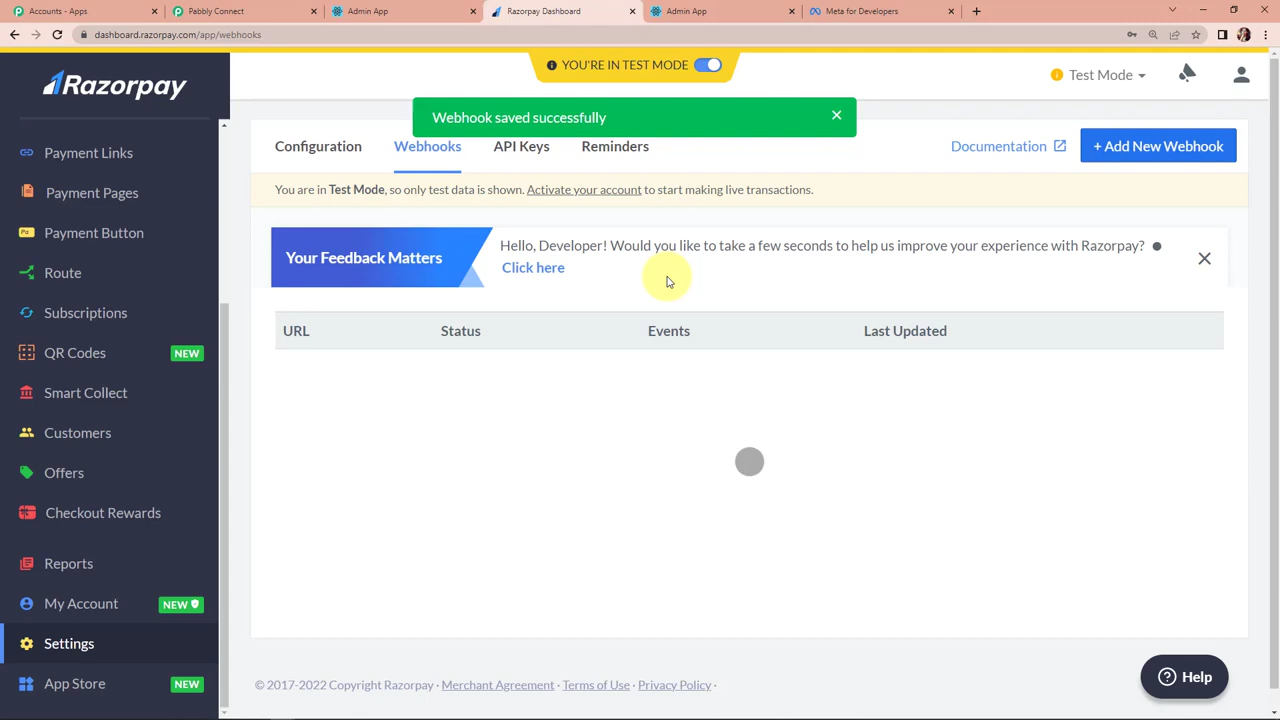 Accounts - Apps
Pabbly Connect
Admin App
Razorpay Dashboard
Admin App
Meta for Developers
dashboard.razorpay.com/app/webhooks
Razorpay
YOU'RE IN TEST MODE
Test Mode
Webhook saved successfully
Configuration
Webhooks
API Keys
Reminders
Documentation
+ Add New Webhook
You are in Test Mode, so only test data is shown. Activate your account to start making live transactions.
Your Feedback Matters
Hello, Developer! Would you like to take a few seconds to help us improve your experience with Razorpay?
Click here
URL
Status
Events
Last Updated
Payment Links
Payment Pages
Payment Button
Route
Subscriptions
QR Codes NEW
Smart Collect
Customers
Offers
Checkout Rewards
Reports
My Account NEW
Settings
App Store NEW
© 2017-2022 Copyright Razorpay · Merchant Agreement · Terms of Use · Privacy Policy ·
Help